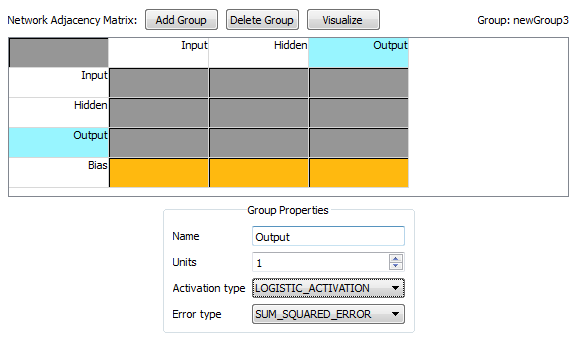 Network Adjacency Matrix: Add Group Delete Group Visualize Group: newGroup3
Input Hidden Output
Input
Hidden
Output
Bias
Group Properties
Name Output
Units 1
Activation type LOGISTIC_ACTIVATION
Error type SUM_SQUARED_ERROR